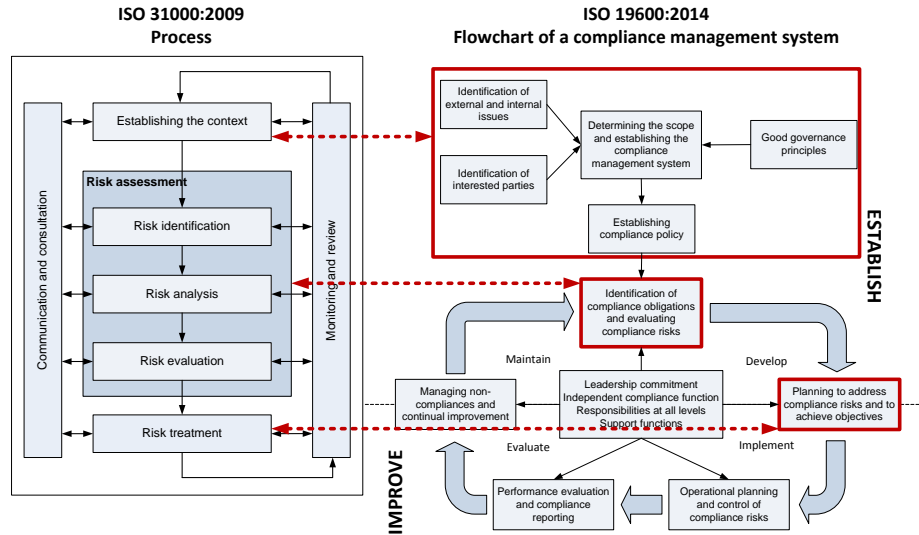 ISO 31000:2009
Process
Establishing the context
Risk assessment
Risk identification
Risk analysis
Risk evaluation
Risk treatment
Communication and consultation
Monitoring and review
ISO 19600:2014
Flowchart of a compliance management system
Identification of
external and internal
issues
Identification of
interested parties
Determining the scope
and establishing the
compliance
management system
Good governance
principles
Establishing
compliance policy
ESTABLISH
Identification of
compliance obligations
and evaluating
compliance risks
Maintain
Develop
Managing non-
compliances and
continual improvement
Leadership commitment
Independent compliance function
Responsibilities at all levels
Support functions
Planning to address
compliance risks and to
achieve objectives
Evaluate
Implement
IMPROVE
Performance evaluation
and compliance
reporting
Operational planning
and control of
compliance risks